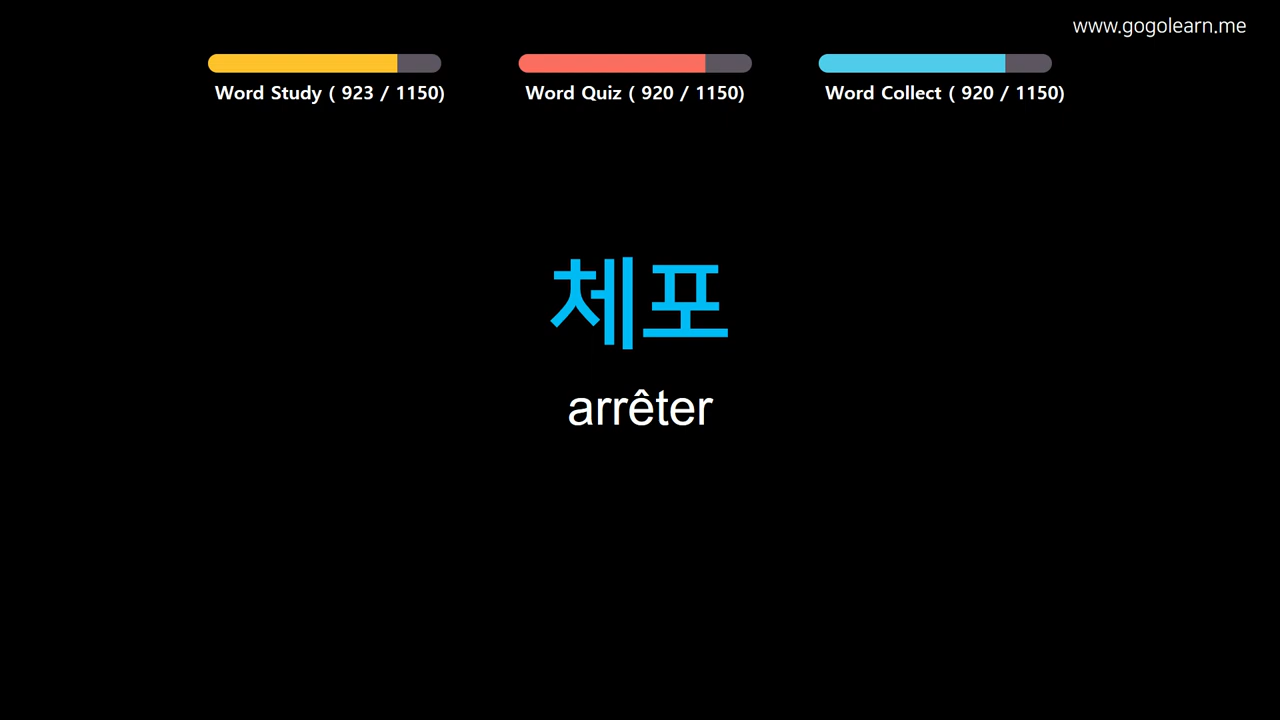 www.gogolearn.me
Word Study ( 923 / 1150)
Word Quiz ( 920 / 1150)
Word Collect ( 920 / 1150)
체포
arrêter